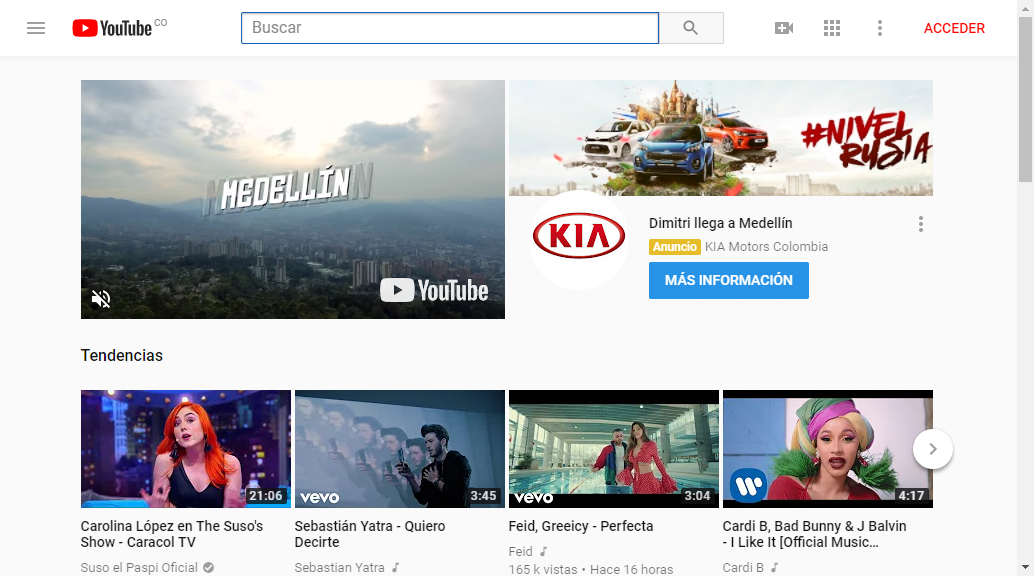 YouTube CO
Buscar
ACCEDER
MEDELLÍN
YouTube
#NIVEL
RUSIA
KIA
Dimitri llega a Medellín
Anuncio KIA Motors Colombia
MÁS INFORMACIÓN
Tendencias
21:06
vevo 3:45
vevo 3:04
4:17
Carolina López en The Suso's
Show - Caracol TV
Suso el Paspi Oficial
Sebastián Yatra - Quiero
Decirte
Sebastian Yatra
Feid, Greeicy - Perfecta
Feid
165 k vistas • Hace 16 horas
Cardi B, Bad Bunny & J Balvin
- I Like It [Official Music…
Cardi B